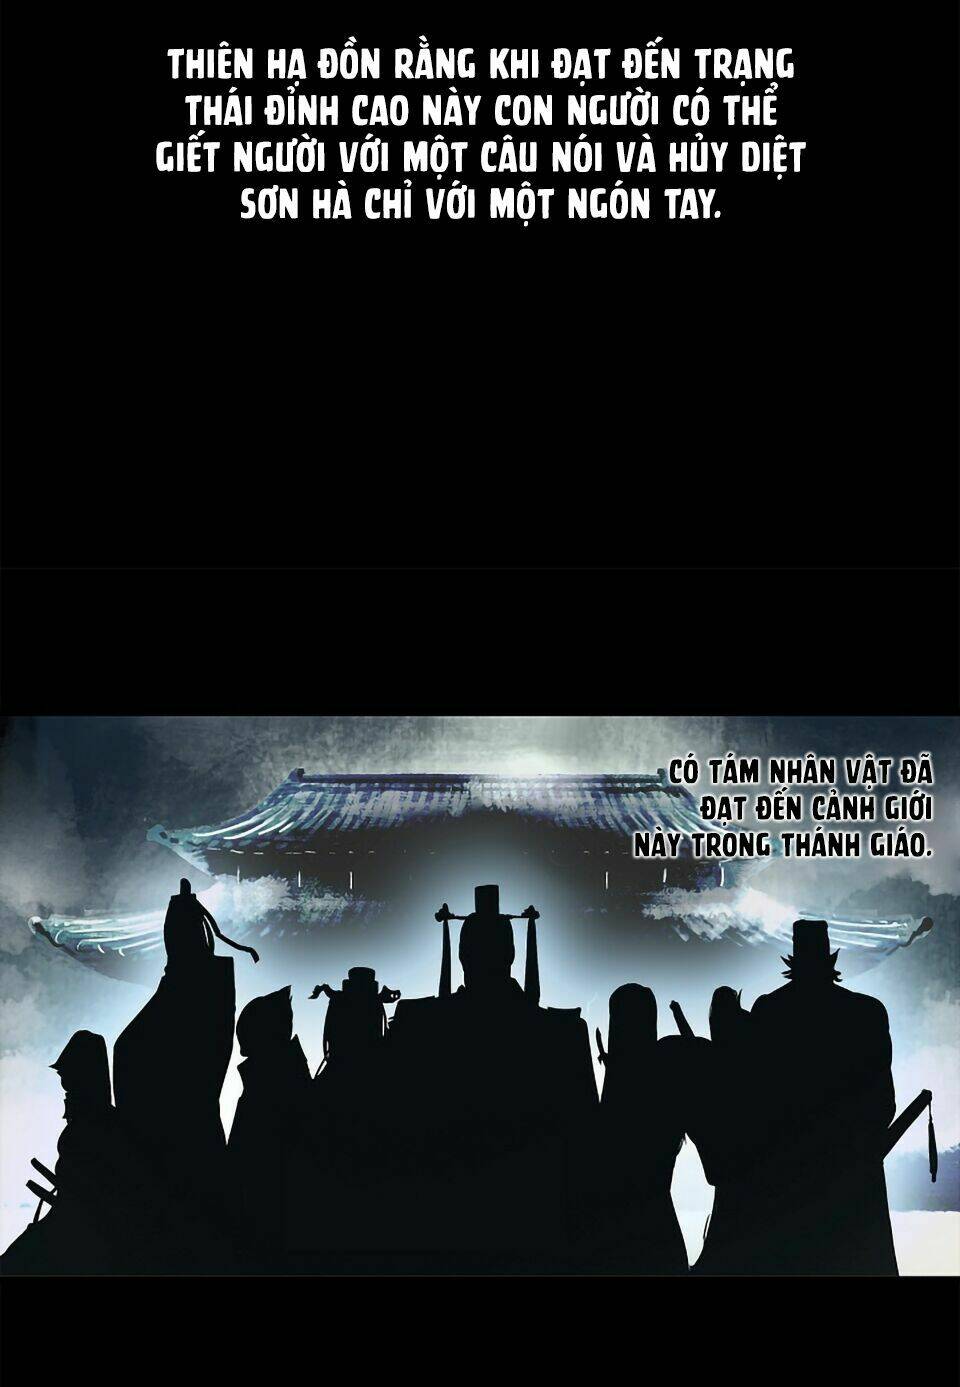 THIÊN HẠ ĐỒN RẰNG KHI ĐẠT ĐẾN TRẠNG
THÁI ĐỈNH CAO NÀY CON NGƯỜI CÓ THỂ
GIẾT NGƯỜI VỚI MỘT CÂU NÓI VÀ HỦY DIỆT
SƠN HÀ CHỈ VỚI MỘT NGÓN TAY.
CÓ TÁM NHÂN VẬT ĐÃ
ĐẠT ĐẾN CẢNH GIỚI
NÀY TRONG THÁNH GIÁO.